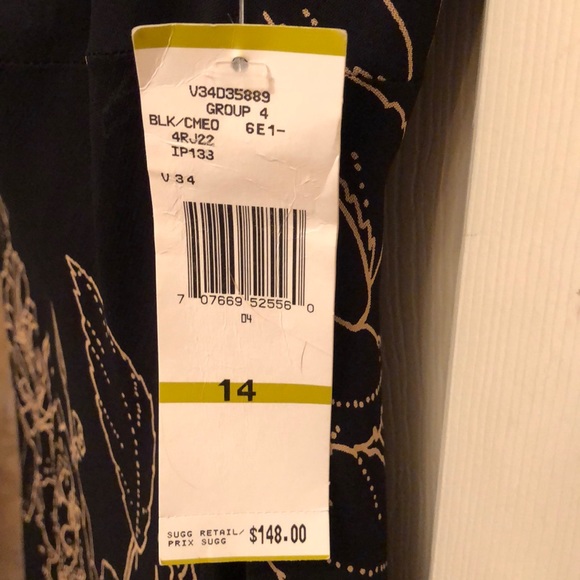 V34D35889
GROUP 4
BLK/CMEO 6E1-
4RJ22
IP133
V34
7 07669 52556 0
04
14
SUGG RETAIL/
PRIX SUGG $148.00